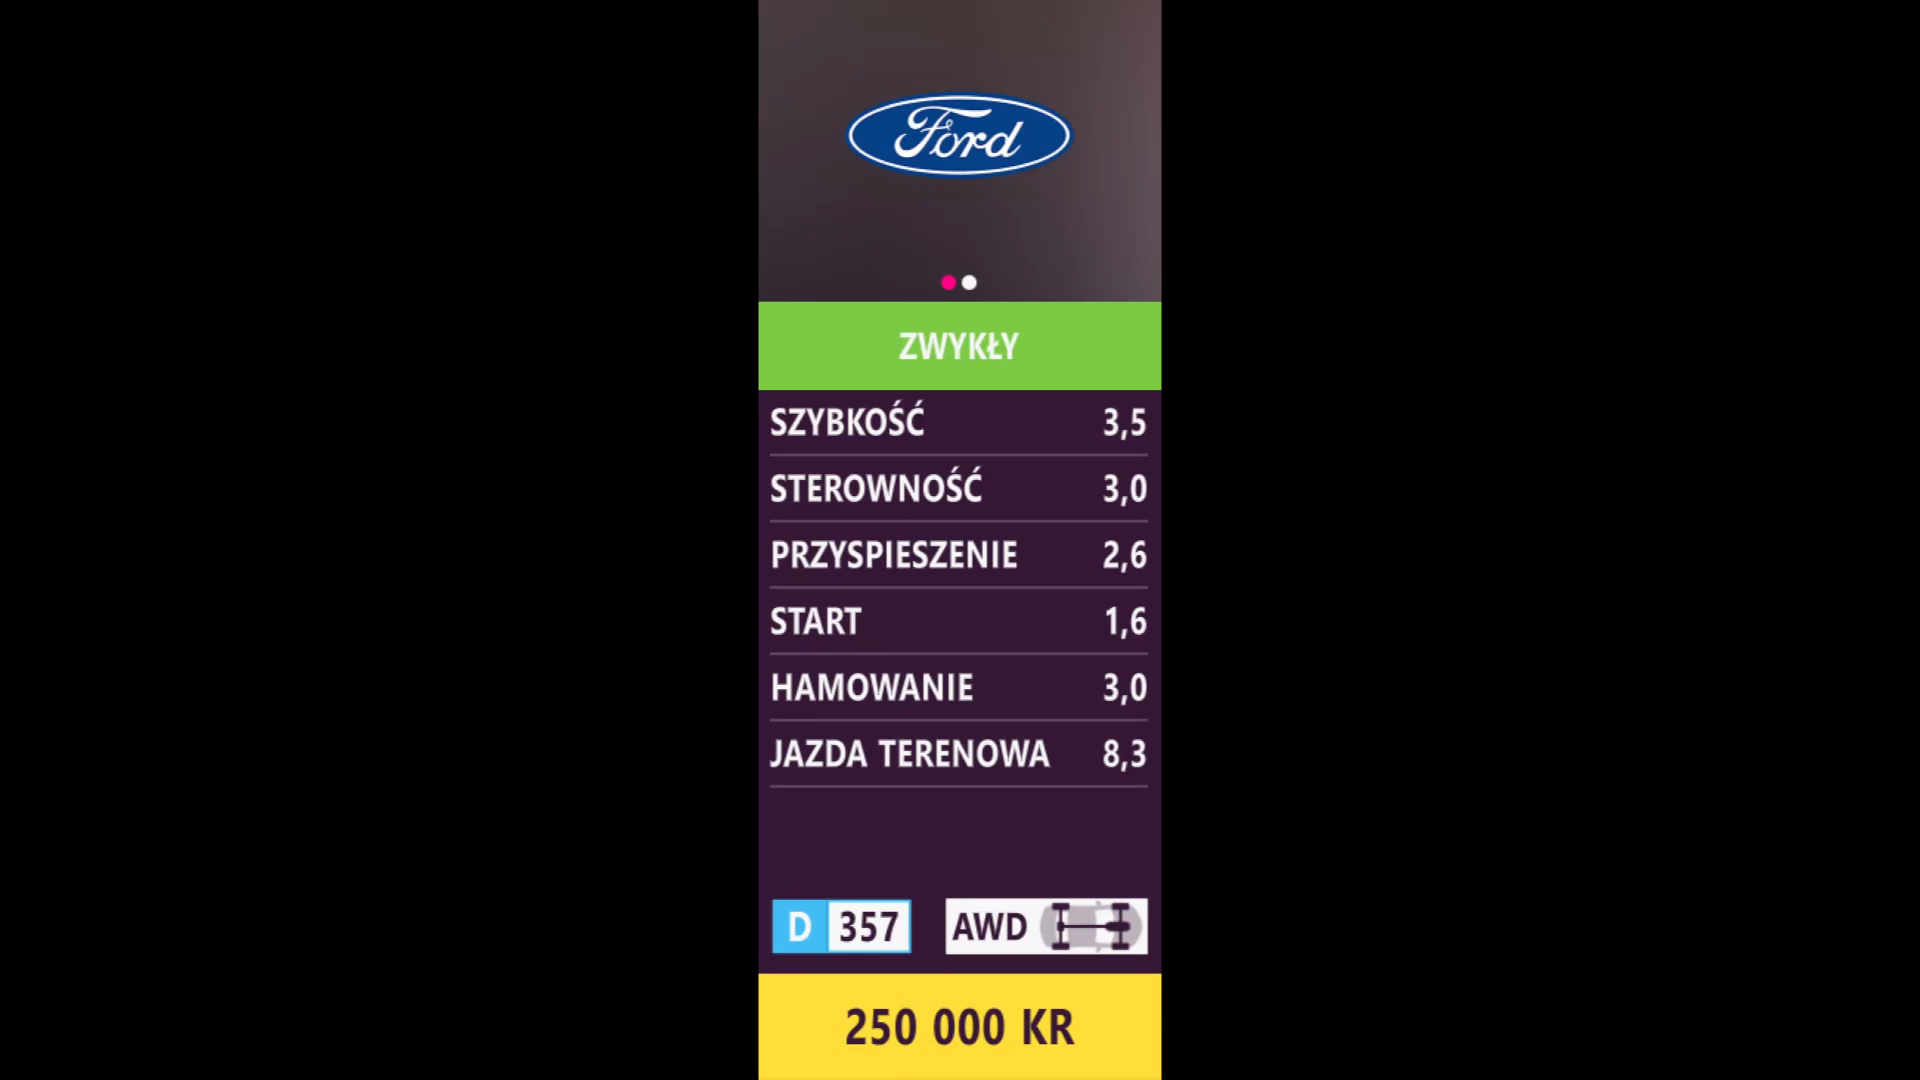 Ford
ZWYKŁY
SZYBKOŚĆ 3,5
STEROWNOŚĆ 3,0
PRZYSPIESZENIE 2,6
START 1,6
HAMOWANIE 3,0
JAZDA TERENOWA 8,3
D 357 AWD
250 000 KR